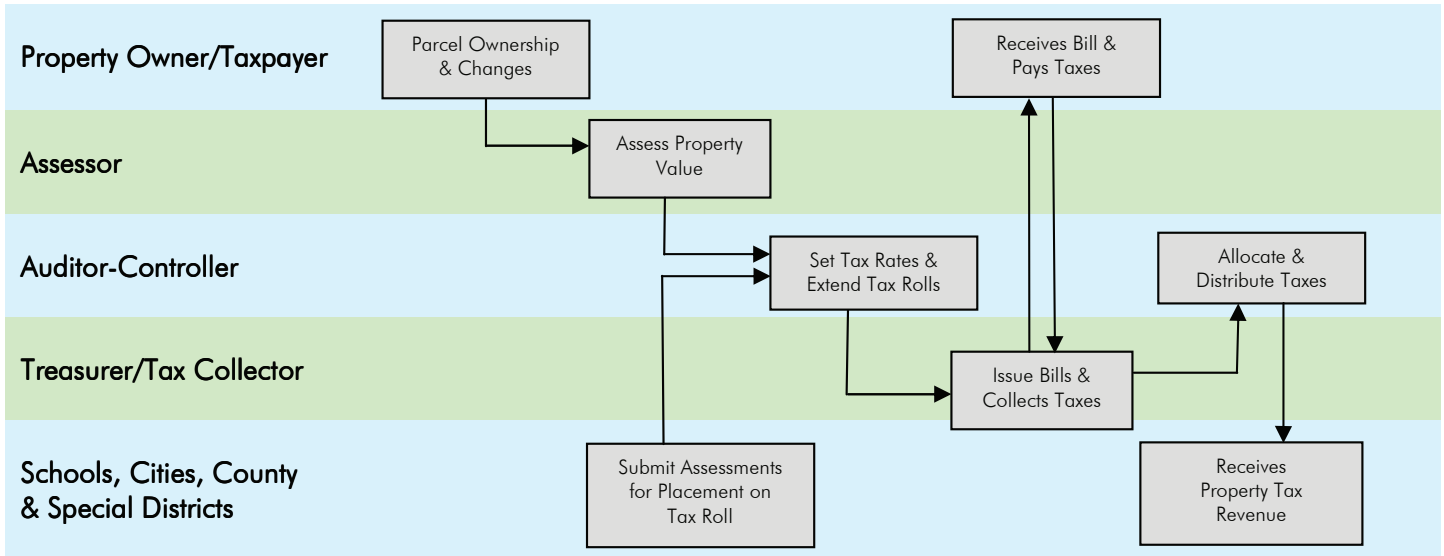 Property Owner/Taxpayer
Parcel Ownership
& Changes
Receives Bill &
Pays Taxes
Assessor
Assess Property
Value
Auditor-Controller
Set Tax Rates &
Extend Tax Rolls
Allocate &
Distribute Taxes
Treasurer/Tax Collector
Issue Bills &
Collects Taxes
Schools, Cities, County
& Special Districts
Submit Assessments
for Placement on
Tax Roll
Receives
Property Tax
Revenue